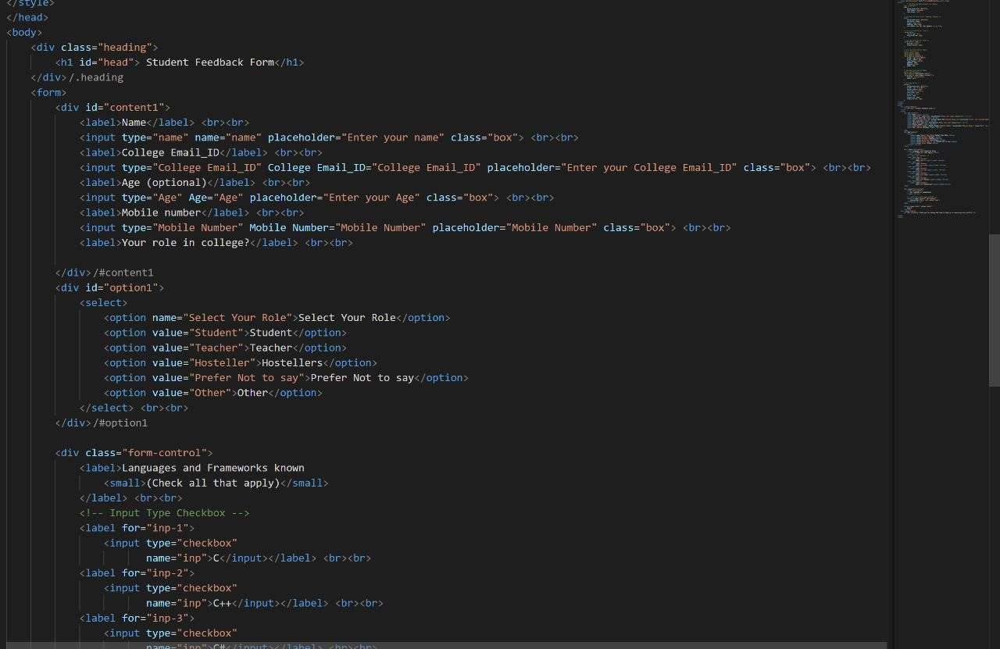 </style>
</head>
<body>
<div class="heading">
<h1 id="head"> Student Feedback Form</h1>
</div>/.heading
<form>
<div id="content1">
<label>Name</label> <br><br>
<input type="name" name="name" placeholder="Enter your name" class="box"> <br><br>
<label>College Email_ID</label> <br><br>
<input type="College Email_ID" College Email_ID="College Email_ID" placeholder="Enter your College Email_ID" class="box"> <br><br>
<label>Age (optional)</label> <br><br>
<input type="Age" Age="Age" placeholder="Enter your Age" class="box"> <br><br>
<label>Mobile number</label> <br><br>
<input type="Mobile Number" Mobile Number="Mobile Number" placeholder="Mobile Number" class="box"> <br><br>
<label>Your role in college?</label> <br><br>
</div>/#content1
<div id="option1">
<select>
<option name="Select Your Role">Select Your Role</option>
<option value="Student">Student</option>
<option value="Teacher">Teacher</option>
<option value="Hosteller">Hostellers</option>
<option value="Prefer Not to say">Prefer Not to say</option>
<option value="Other">Other</option>
</select> <br><br>
</div>/#option1
<div class="form-control">
<label>Languages and Frameworks known
<small>(Check all that apply)</small>
</label> <br><br>
<!-- Input Type Checkbox -->
<label for="inp-1">
<input type="checkbox"
name="inp">C</input></label> <br><br>
<label for="inp-2">
<input type="checkbox"
name="inp">C++</input></label> <br><br>
<label for="inp-3">
<input type="checkbox"
name="inp">C#</input></label> <br><br>